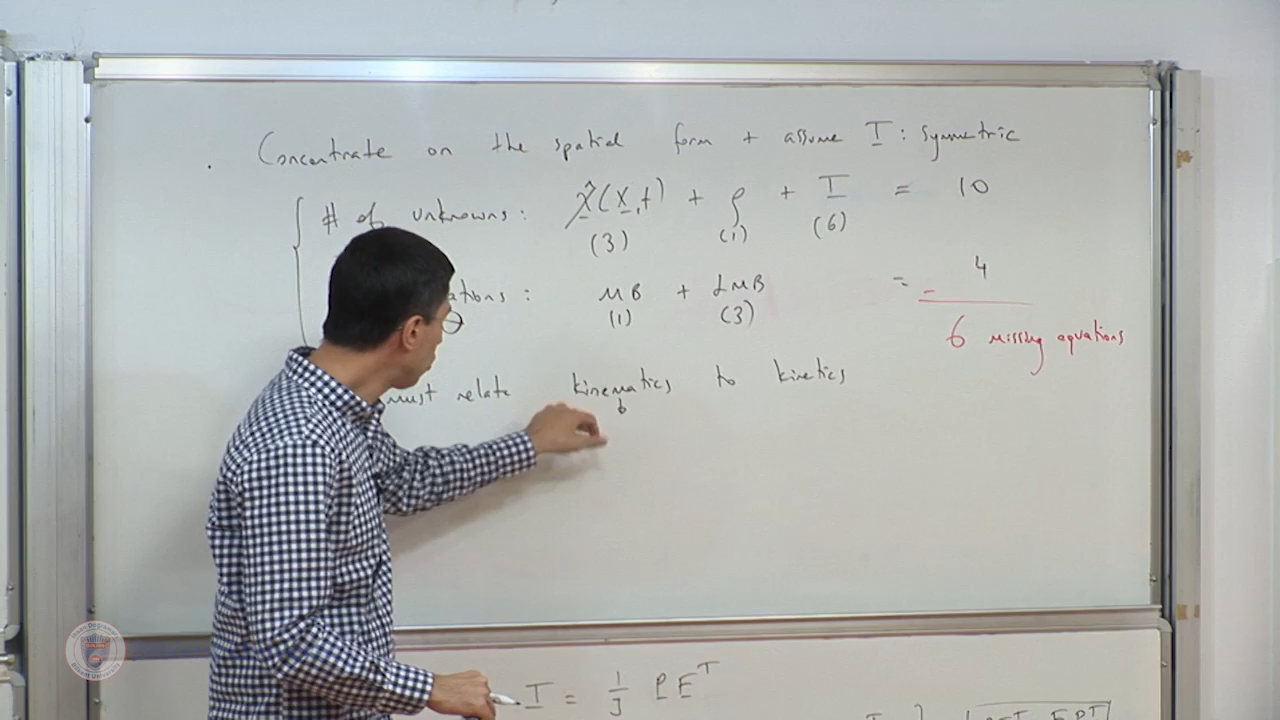 Concentrate on the spatial form + assume T : symmetric
# of unknowns : χ̂(X,t) + ρ + T = 10
(3) (1) (6)
ations : MB + LMB = 4
(1) (3)
-
6 missing equations
must relate kinematics to kinetics
T = 1/J P F^T